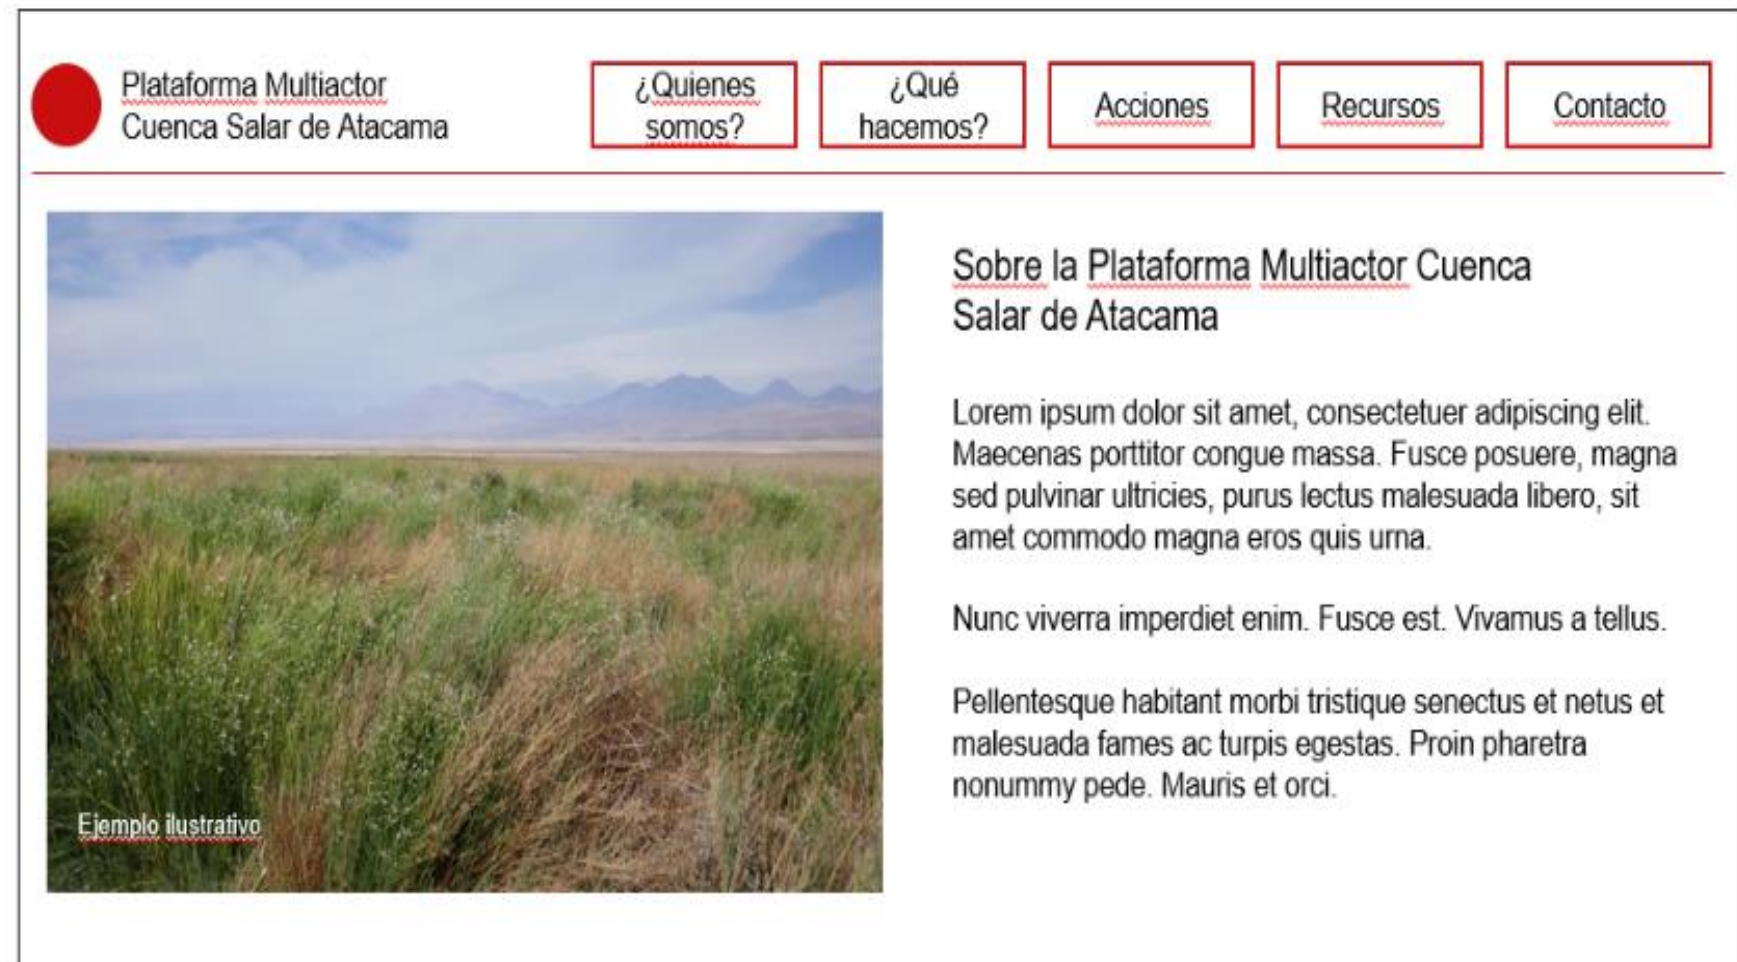 Plataforma Multiactor
Cuenca Salar de Atacama
¿Quienes
somos?
¿Qué
hacemos?
Acciones
Recursos
Contacto
Sobre la Plataforma Multiactor Cuenca
Salar de Atacama
Lorem ipsum dolor sit amet, consectetuer adipiscing elit.
Maecenas porttitor congue massa. Fusce posuere, magna
sed pulvinar ultricies, purus lectus malesuada libero, sit
amet commodo magna eros quis urna.
Nunc viverra imperdiet enim. Fusce est. Vivamus a tellus.
Pellentesque habitant morbi tristique senectus et netus et
malesuada fames ac turpis egestas. Proin pharetra
nonummy pede. Mauris et orci.
Ejemplo ilustrativo